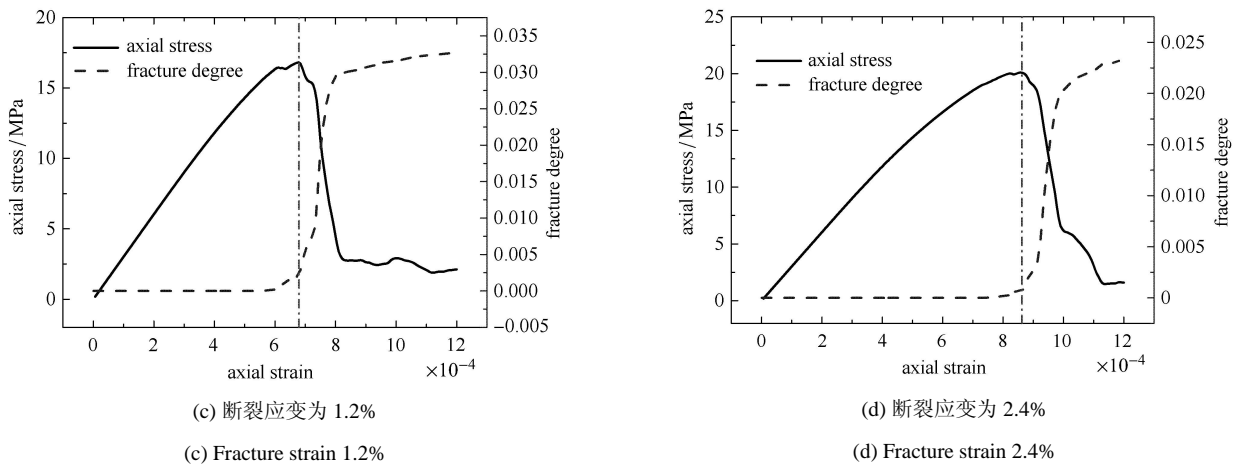 20
15
10
5
0
axial stress / MPa
axial stress
fracture degree
0.035
0.030
0.025
0.020
0.015
0.010
0.005
0.000
−0.005
fracture degree
0 2 4 6 8 10 12
axial strain ×10⁻⁴
(c) 断裂应变为 1.2%
(c) Fracture strain 1.2%
25
20
15
10
5
0
axial stress / MPa
axial stress
fracture degree
0.025
0.020
0.015
0.010
0.005
0
fracture degree
0 2 4 6 8 10 12
axial strain ×10⁻⁴
(d) 断裂应变为 2.4%
(d) Fracture strain 2.4%